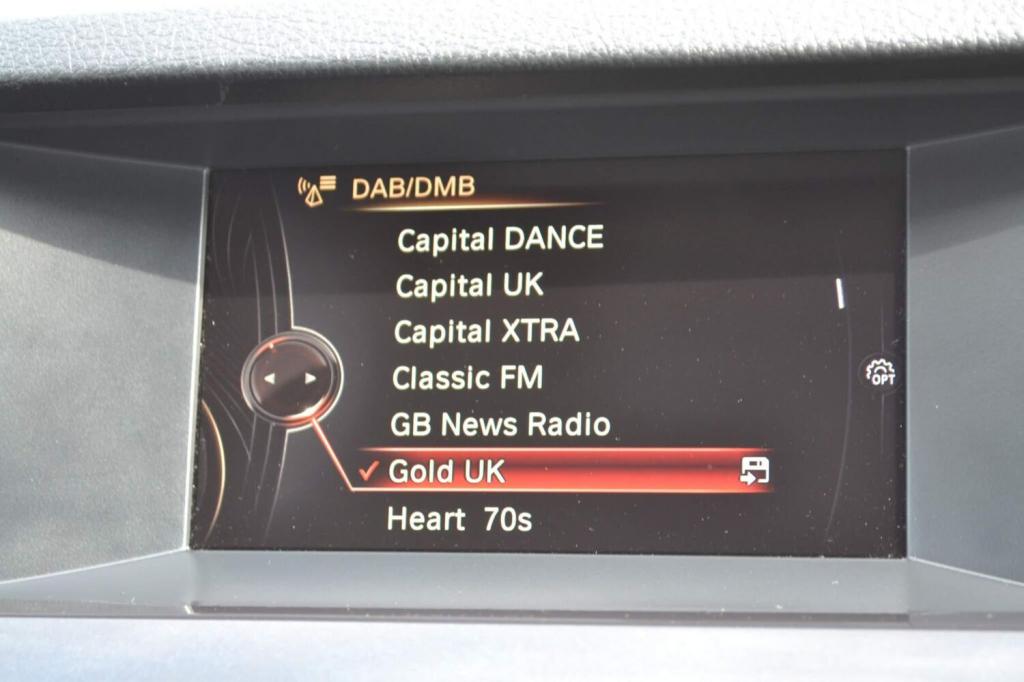 DAB/DMB
Capital DANCE
Capital UK
Capital XTRA
Classic FM
OPT
GB News Radio
Gold UK
Heart 70s